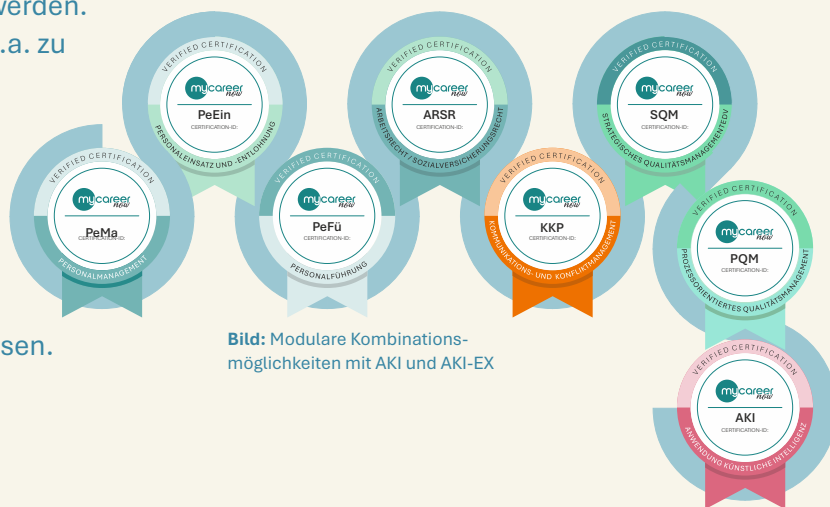 werden.
.a. zu
VERIFIED CERTIFICATION
mycareer
now
PeEin
CERTIFICATION-ID:
PERSONALEINSATZ UND -ENTLOHNUNG
VERIFIED CERTIFICATION
mycareer
now
ARSR
CERTIFICATION-ID:
ARBEITSRECHT / SOZIALVERSICHERUNGSRECHT
VERIFIED CERTIFICATION
mycareer
now
SQM
CERTIFICATION-ID:
STRATEGISCHES QUALITÄTSMANAGEMENTEDV
VERIFIED CERTIFICATION
mycareer
now
PeMa
CERTIFICATION-ID:
PERSONALMANAGEMENT
VERIFIED CERTIFICATION
mycareer
now
PeFü
CERTIFICATION-ID:
PERSONALFÜHRUNG
VERIFIED CERTIFICATION
mycareer
now
KKP
CERTIFICATION-ID:
KOMMUNIKATIONS- UND KONFLIKTMANAGEMENT
VERIFIED CERTIFICATION
mycareer
now
PQM
CERTIFICATION-ID:
PROZESSORIENTIERTES QUALITÄTSMANAGEMENT
sen.
Bild: Modulare Kombinations-
möglichkeiten mit AKI und AKI-EX
VERIFIED CERTIFICATION
mycareer
now
AKI
CERTIFICATION-ID:
ANWENDUNG KÜNSTLICHE INTELLIGENZ